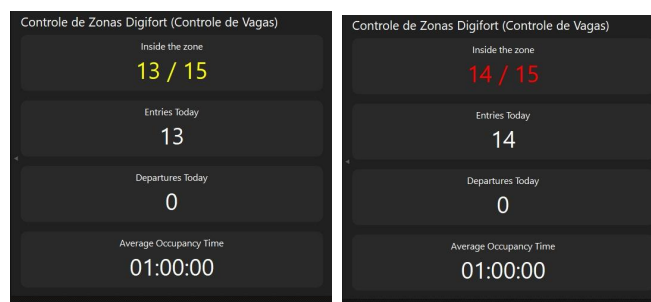 Controle de Zonas Digifort (Controle de Vagas)
Inside the zone
13 / 15
Entries Today
13
Departures Today
0
Average Occupancy Time
01:00:00
Controle de Zonas Digifort (Controle de Vagas)
Inside the zone
14 / 15
Entries Today
14
Departures Today
0
Average Occupancy Time
01:00:00